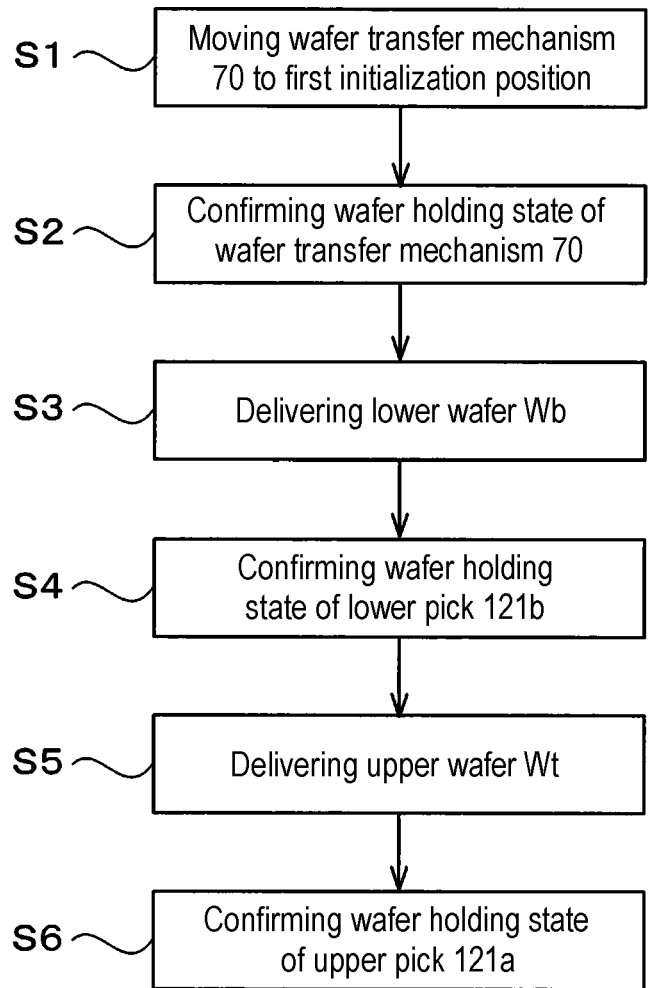 S1
Moving wafer transfer mechanism
70 to first initialization position
S2
Confirming wafer holding state of
wafer transfer mechanism 70
S3
Delivering lower wafer Wb
S4
Confirming wafer holding
state of lower pick 121b
S5
Delivering upper wafer Wt
S6
Confirming wafer holding state
of upper pick 121a